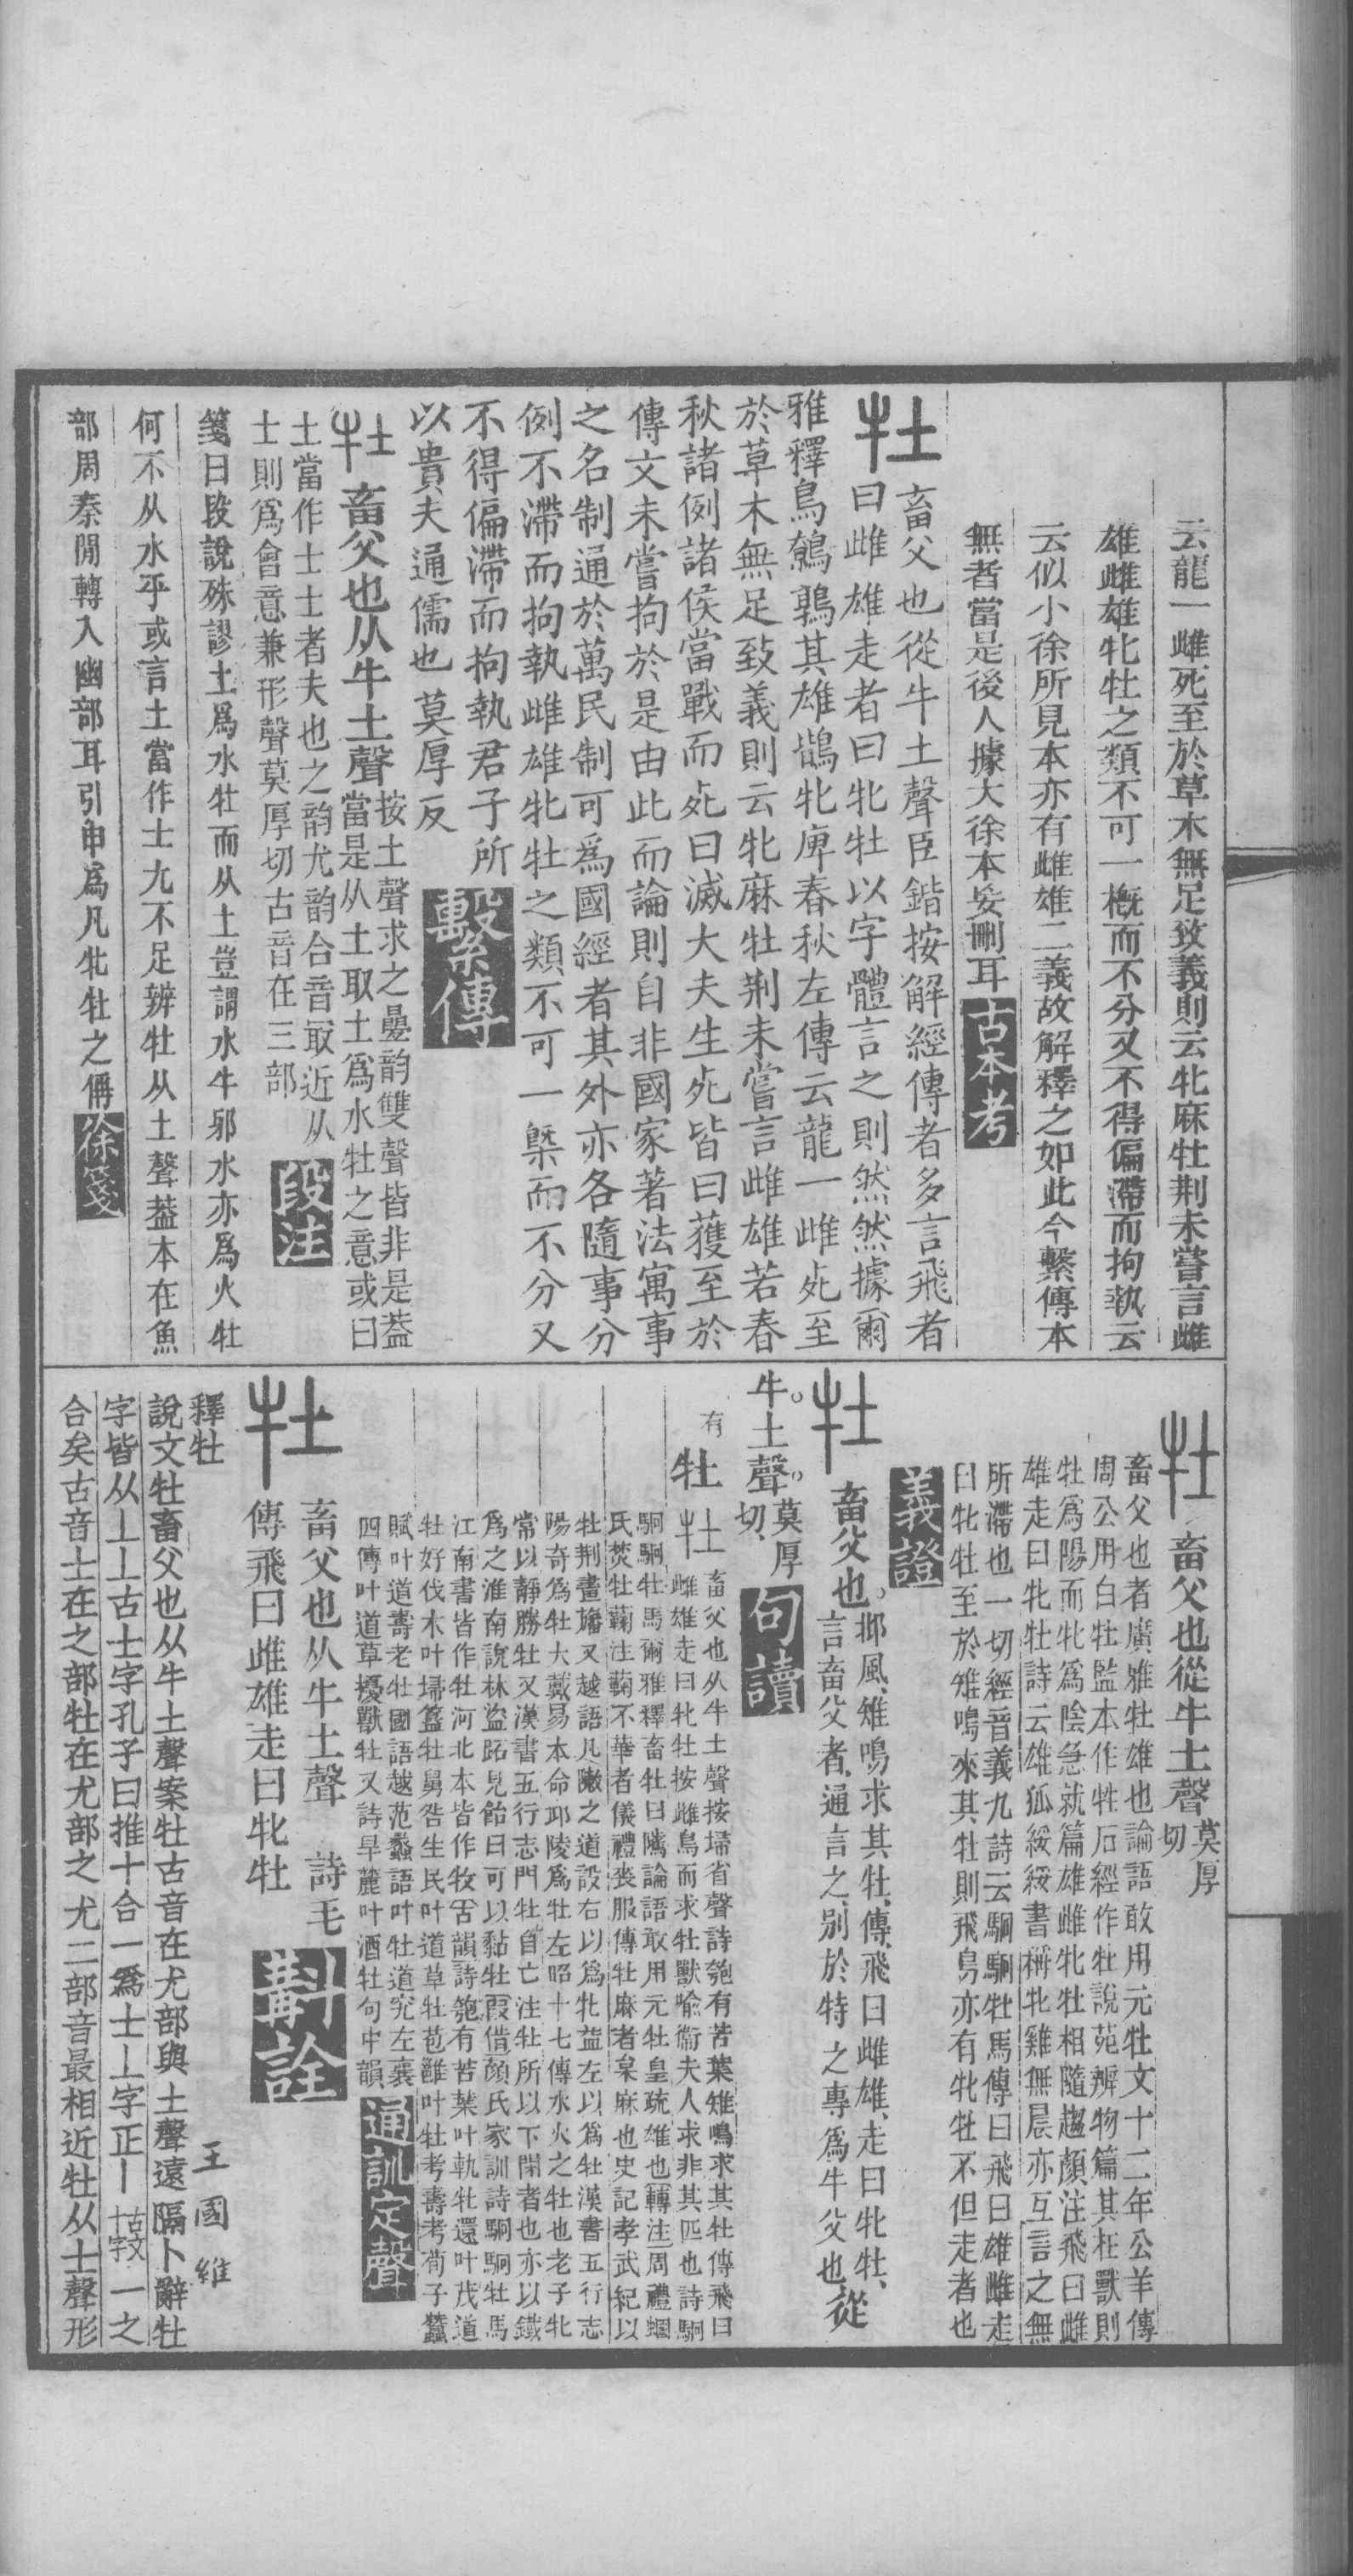 云龍一雌死至於草木無足致義則云牝麻牡荆未嘗言雌
雄雌雄牝牡之類不可一概而不分又不得偏滯而拘執云
云似小徐所見本亦有雌雄二義故解釋之如此今繫傳本
無者當是後人據大徐本妄刪耳 古本考
牡 畜父也從牛土聲臣鍇按解經傳者多言飛者
曰雌雄走者曰牝牡以字體言之則然然據爾
雅釋鳥鷯鶉其雄鶛牝庳春秋左傳云龍一雌死至
於草木無足致義則云牝麻牡荆未嘗言雌雄若春
秋諸例諸侯當戰而死曰滅大夫生死皆曰獲至於
傳文未嘗拘於是由此而論則自非國家著法寓事
之名制通於萬民制可為國經者其外亦各隨事分
例不滯而拘執雌雄牝牡之類不可一槩而不分又
不得偏滯而拘執君子所
以貴夫通儒也 莫厚反 繫傳
牡 畜父也从牛土聲 按土聲求之疊韵雙聲皆非是葢
當是从土取土為水牡之意或曰
土當作士士者夫也之韵尤韵合音冣近从
士則為會意兼形聲莫厚切古音在三部 段注
箋曰段說殊謬土爲水牡而从土豈謂水牛邪水亦爲火牡
何不从水乎或言土當作士尢不足辨牡从土聲葢本在魚
部周秦閒轉入幽部耳引申爲凡牝牡之偁 徐箋
牡 畜父也從牛土聲 莫厚切
畜父也者廣雅牡雄也論語敢用元牡文十二年公羊傳
周公用白牡監本作牲石經作牡說苑辨物篇其在獸則
牡爲陽而牝爲陰急就篇雄雌牝牡相隨趨顏注飛曰雌
雄走曰牝牡詩云雄狐綏綏書稱牝雞無晨亦互言之無
所滯也一切經音義九詩云駉駉牡馬傳曰飛曰雄雌走
曰牝牡至於雉鳴求其牡則飛鳥亦有牝牡不但走者也
義證
牡 畜父也。邶風、雉鳴求其牡、傳、飛曰雌雄、走曰牝牡、
言畜父者、通言之、別於特之專爲牛父也、從
牛。土聲。莫厚切、 句讀
有 牡 牡 畜父也从牛土聲按埽省聲詩匏有苦葉雉鳴求其牡傳飛曰
雌雄走曰牝牡按雌鳥而求牡獸喻衞夫人求非其匹也詩駉
駉駉牡馬爾雅釋畜牡曰騭論語敢用元牡皇疏雄也轉注周禮蟈
氏焚牡蘜注蘜不華者儀禮喪服傳牡麻者枲麻也史記孝武紀以
牡荆畫旛又越語凡敶之道設右以為牝益左以爲牡漢書五行志
陽奇爲牡大戴易本命邱陵爲牡左昭十七傳水火之牡也老子牝
常以靜勝牡又漢書五行志門牡自亡注牡所以下閉者也亦以鐵
爲之淮南說林盜跖見飴曰可以黏牡假借顏氏家訓詩駉駉牡馬
江南書皆作牡河北本皆作牧古韻詩匏有苦葉叶軌牡還叶茂道
牡好伐木叶埽簋牡舅咎生民叶道草牡苞雝叶牡考壽考荀子蠶
賦叶道壽老牡國語越范蠡語叶牡道究左襄
四傳叶道草擾獸牡又詩旱麓叶酒牡句中韻 通訓定聲
牡 畜父也从牛土聲 詩毛
傳飛曰雌雄走曰牝牡 斠詮
釋牡 王國維
說文牡畜父也从牛土聲案牡古音在尤部與土聲遠隔卜辭牡
字皆从丄丄古士字孔子曰推十合一爲士丄字正丨古文十字一之
合矣古音士在之部牡在尤部之尤二部音最相近牡从士聲形